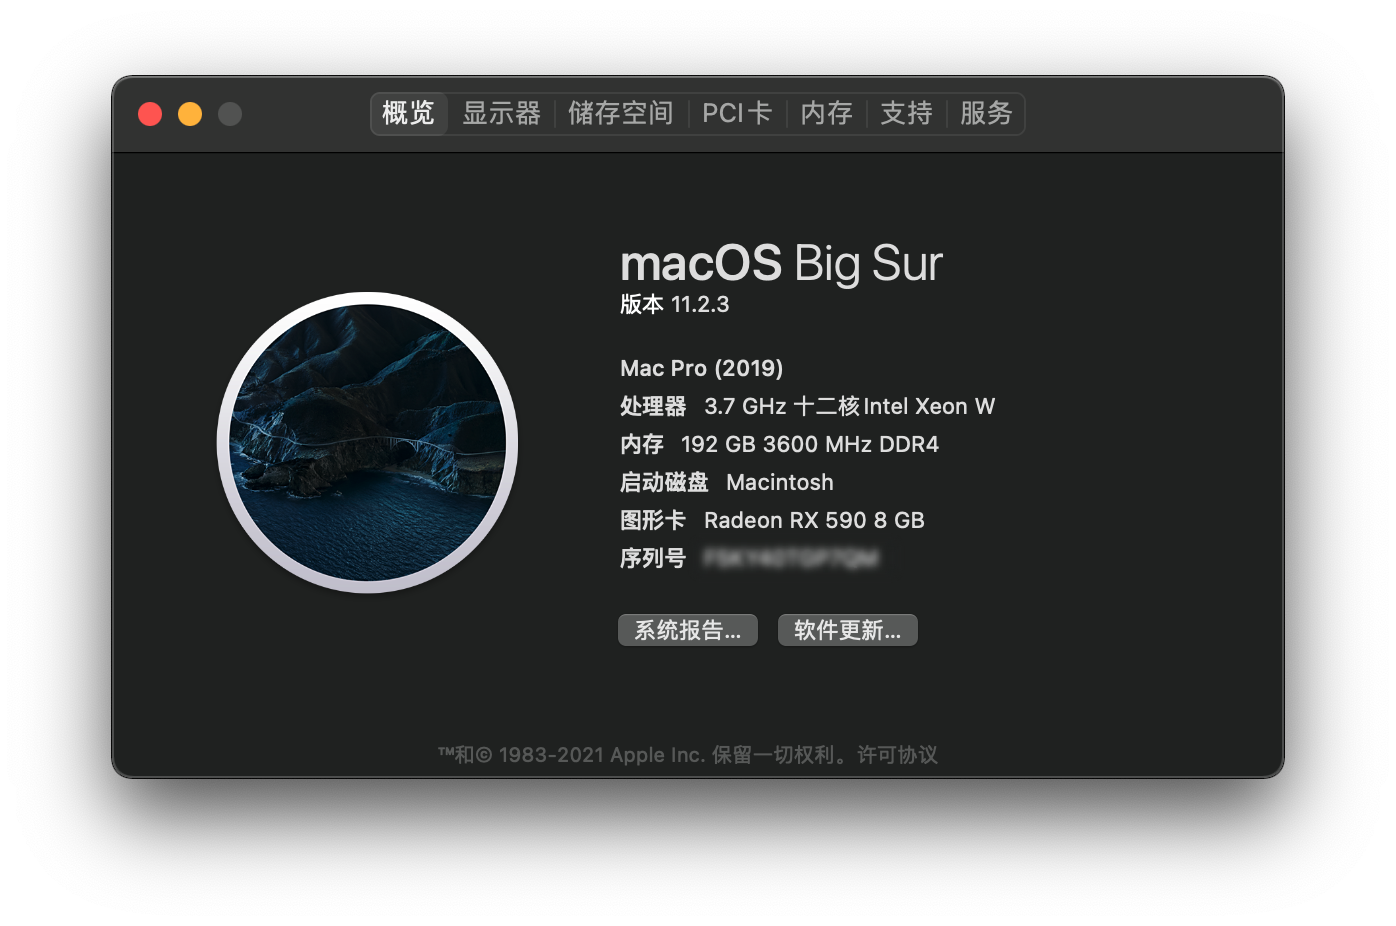 概览 显示器 储存空间 PCI卡 内存 支持 服务
macOS Big Sur
版本 11.2.3
Mac Pro (2019)
处理器 3.7 GHz 十二核Intel Xeon W
内存 192 GB 3600 MHz DDR4
启动磁盘 Macintosh
图形卡 Radeon RX 590 8 GB
序列号
系统报告... 软件更新...
™和© 1983-2021 Apple Inc. 保留一切权利。许可协议